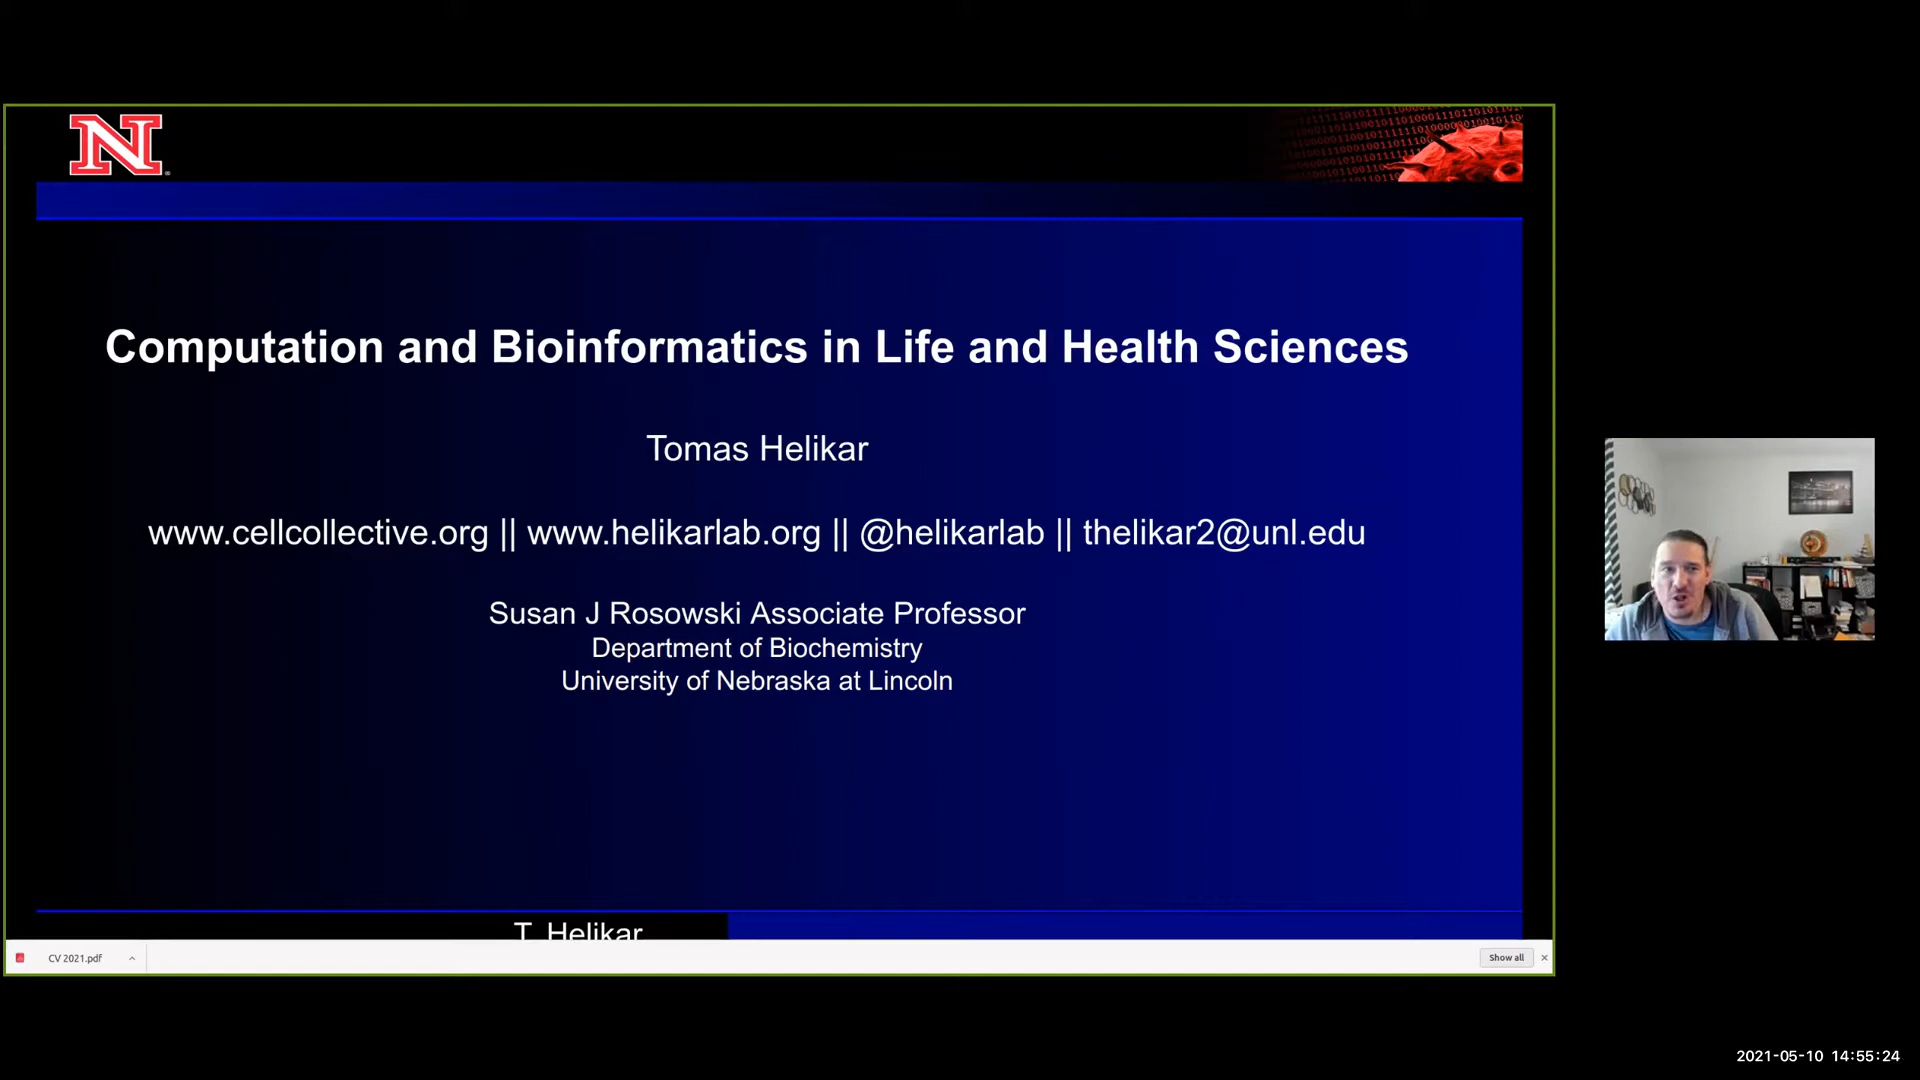 N
Computation and Bioinformatics in Life and Health Sciences
Tomas Helikar
www.cellcollective.org || www.helikarlab.org || @helikarlab || thelikar2@unl.edu
Susan J Rosowski Associate Professor
Department of Biochemistry
University of Nebraska at Lincoln
T. Helikar
CV 2021.pdf
Show all
2021-05-10 14:55:24